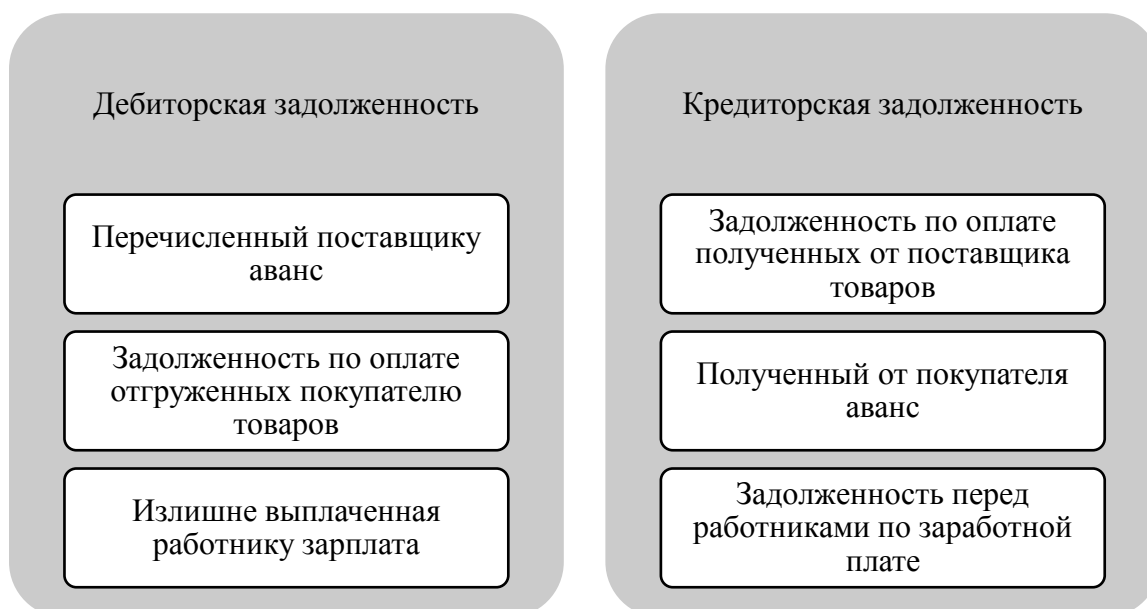 Дебиторская задолженность
Перечисленный поставщику
аванс
Задолженность по оплате
отгруженных покупателю
товаров
Излишне выплаченная
работнику зарплата
Кредиторская задолженность
Задолженность по оплате
полученных от поставщика
товаров
Полученный от покупателя
аванс
Задолженность перед
работниками по заработной
плате